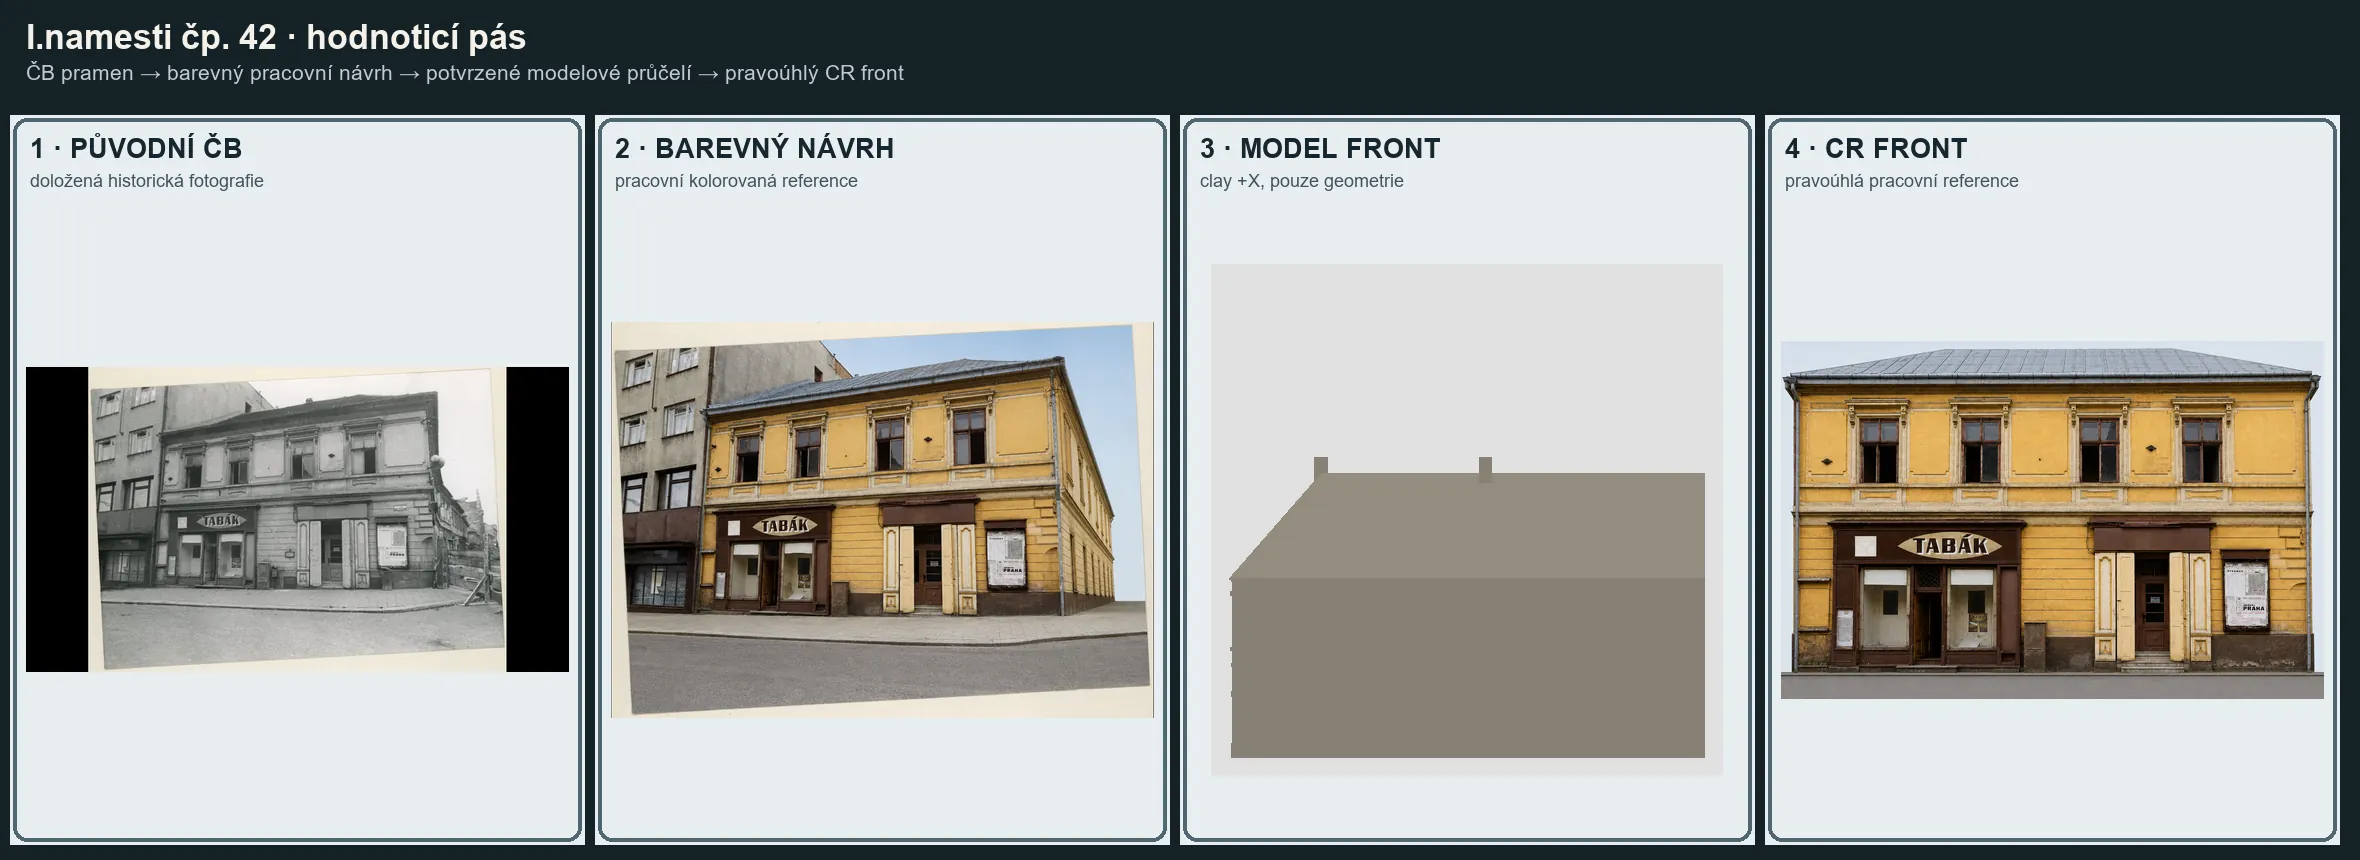 I.namesti čp. 42 · hodnoticí pás
ČB pramen → barevný pracovní návrh → potvrzené modelové průčelí → pravoúhlý CR front
1 · PŮVODNÍ ČB
doložená historická fotografie
TABÁK
2 · BAREVNÝ NÁVRH
pracovní kolorovaná reference
TABÁK
PRAHA
3 · MODEL FRONT
clay +X, pouze geometrie
4 · CR FRONT
pravoúhlá pracovní reference
TABÁK
PRAHA